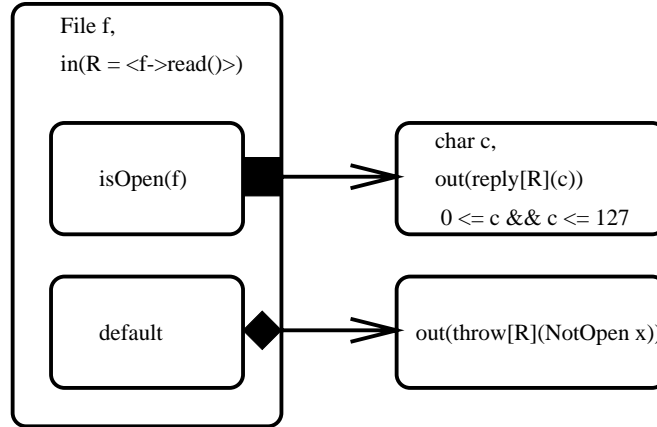 File f,
in(R = <f->read()>)
isOpen(f)
char c,
out(reply[R](c))
0 <= c && c <= 127
default
out(throw[R](NotOpen x))